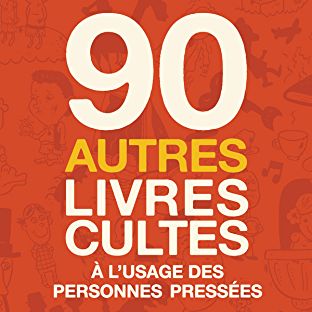 90
AUTRES
LIVRES
CULTES
À L'USAGE DES
PERSONNES PRESSÉES